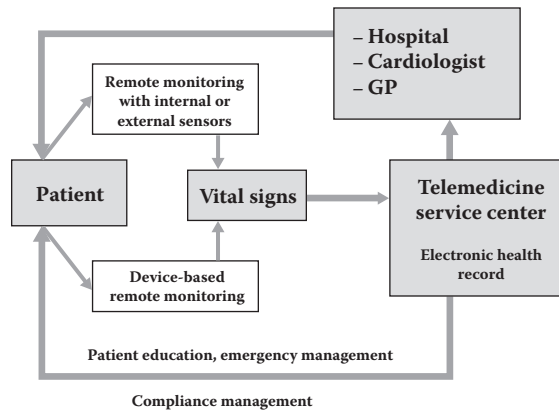 – Hospital
– Cardiologist
– GP
Remote monitoring
with internal or
external sensors
Patient
Vital signs
Telemedicine
service center
Electronic health
record
Device-based
remote monitoring
Patient education, emergency management
Compliance management